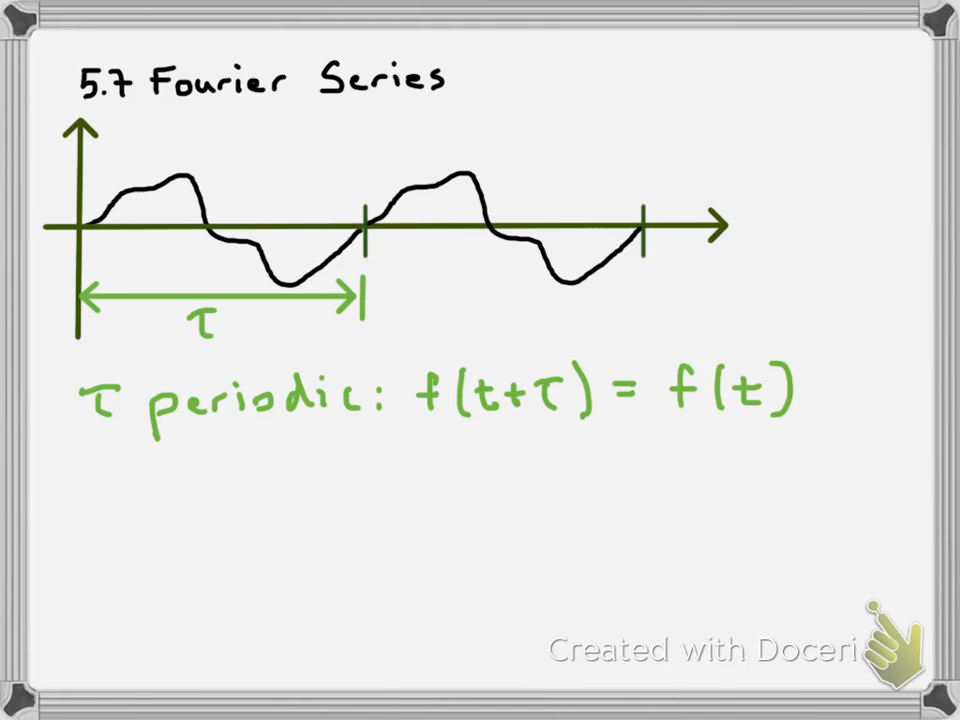 5.7 Fourier Series
τ
τ periodic: f(t+τ) = f(t)
Created with Doceri